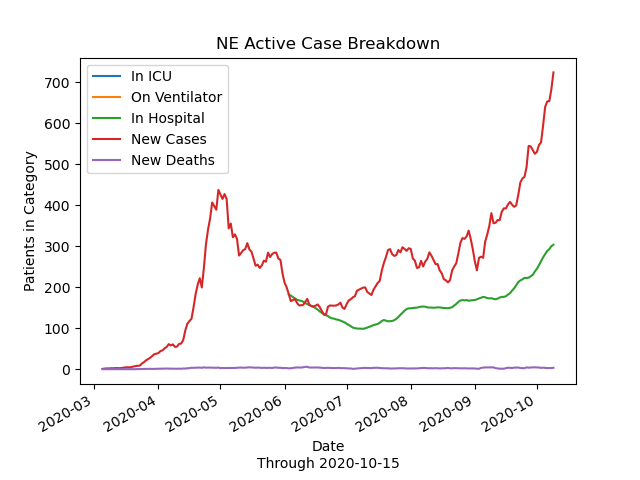 NE Active Case Breakdown
In ICU
On Ventilator
In Hospital
New Cases
New Deaths
Patients in Category
700
600
500
400
300
200
100
0
2020-03
2020-04
2020-05
2020-06
2020-07
2020-08
2020-09
2020-10
Date
Through 2020-10-15